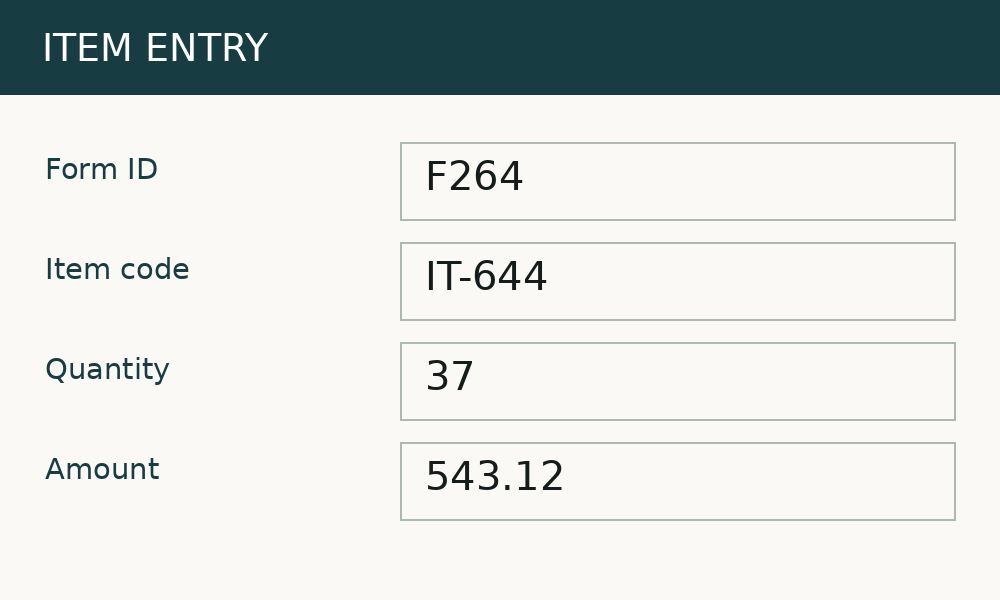 ITEM ENTRY
Form ID F264
Item code IT-644
Quantity 37
Amount 543.12